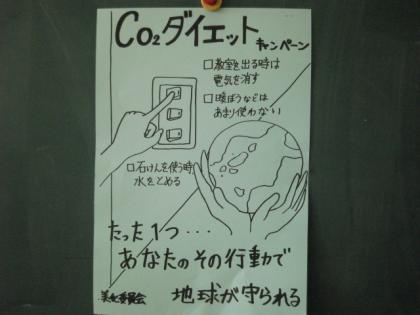 CO₂ダイエット
キャンペーン
□教室を出る時は
電気を消す
□暖ぼうなどは
あまり使わない
□石けんを使う時
水をとめる
たった1つ・・・
あなたのその行動で
地球が守られる
美化委員会